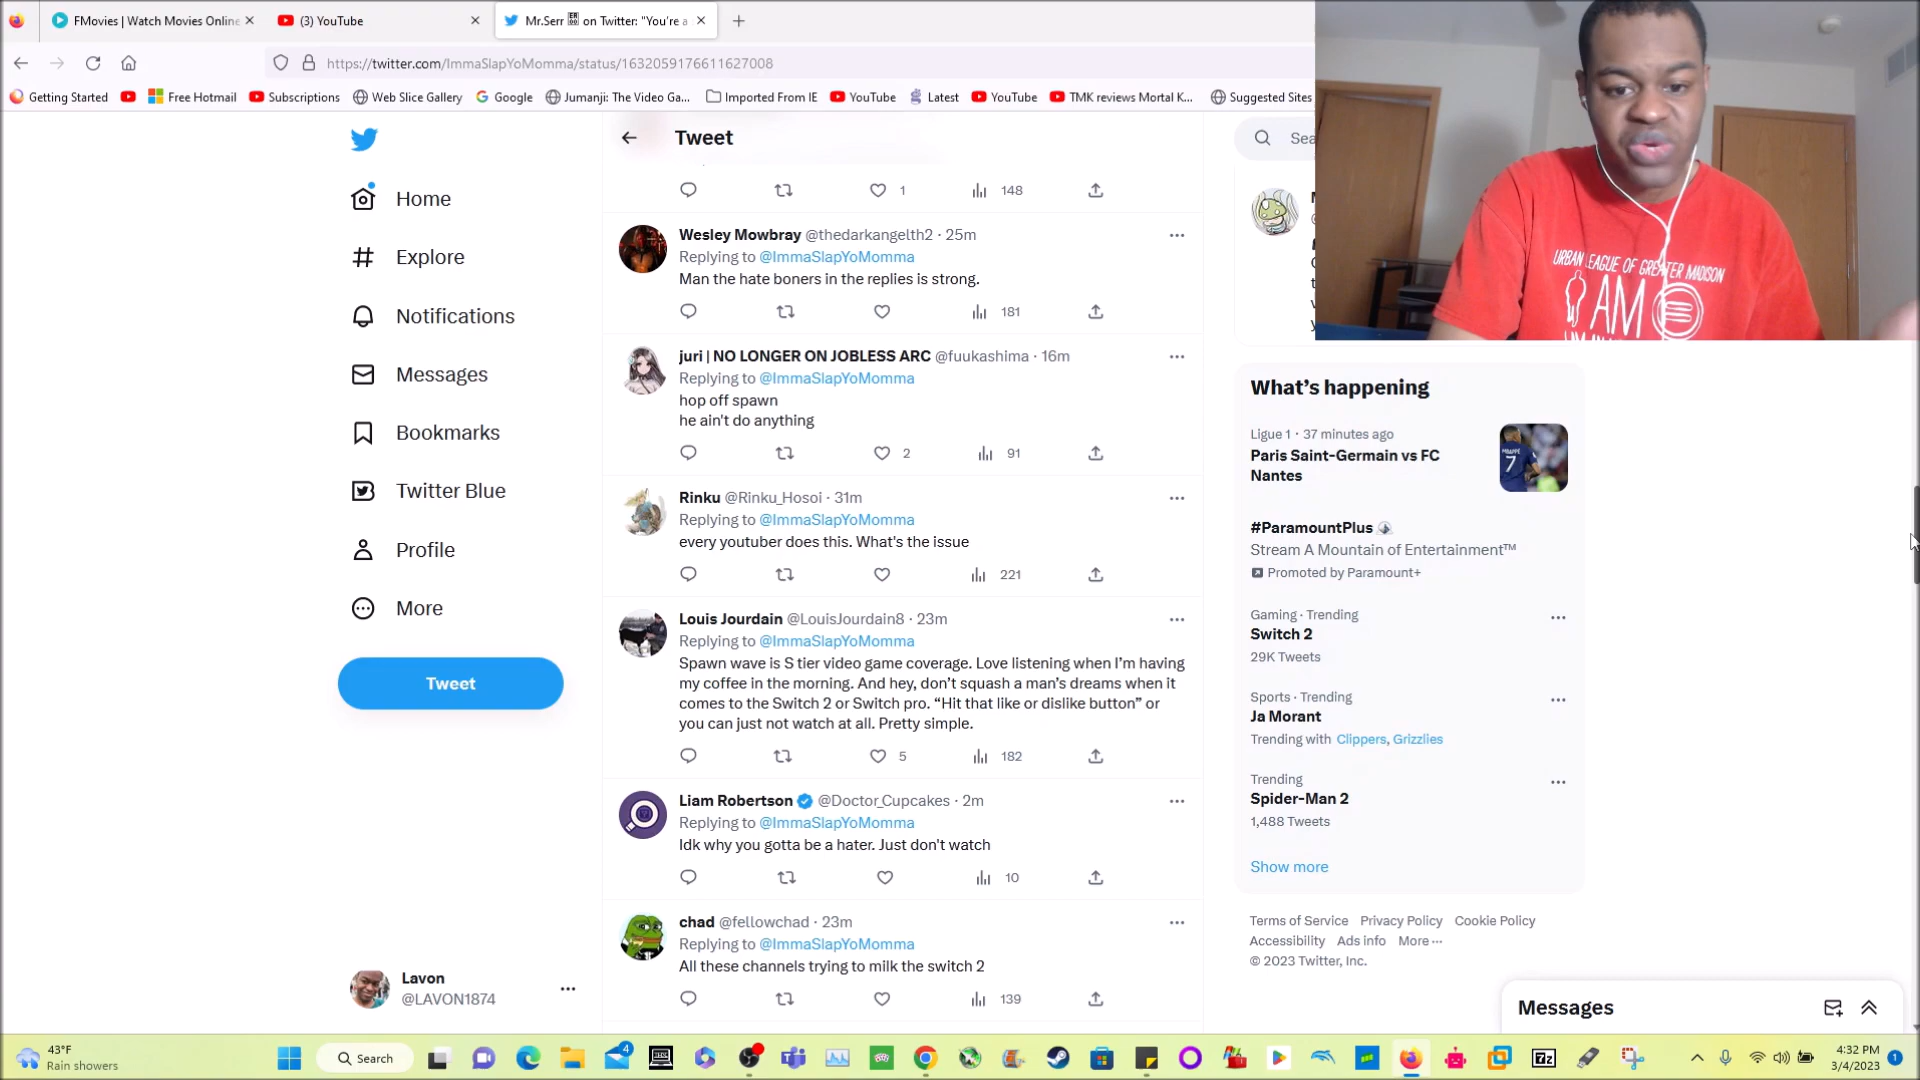 FMovies | Watch Movies Online
(3) YouTube
Mr.Serr on Twitter: "You're a
https://twitter.com/ImmaSlapYoMomma/status/1632059176611627008
Getting Started
Free Hotmail
Subscriptions
Web Slice Gallery
Google
Jumanji: The Video Ga...
Imported From IE
YouTube
Latest
YouTube
TMK reviews Mortal K...
Suggested Sites
Home
Explore
Notifications
Messages
Bookmarks
Twitter Blue
Profile
More
Tweet
Lavon
@LAVON1874
Tweet
1 148
Wesley Mowbray @thedarkangelth2 · 25m
Replying to @ImmaSlapYoMomma
Man the hate boners in the replies is strong.
181
juri | NO LONGER ON JOBLESS ARC @fuukashima · 16m
Replying to @ImmaSlapYoMomma
hop off spawn
he ain't do anything
2 91
Rinku @Rinku_Hosoi · 31m
Replying to @ImmaSlapYoMomma
every youtuber does this. What's the issue
221
Louis Jourdain @LouisJourdain8 · 23m
Replying to @ImmaSlapYoMomma
Spawn wave is S tier video game coverage. Love listening when I'm having
my coffee in the morning. And hey, don't squash a man's dreams when it
comes to the Switch 2 or Switch pro. "Hit that like or dislike button" or
you can just not watch at all. Pretty simple.
5 182
Liam Robertson @Doctor_Cupcakes · 2m
Replying to @ImmaSlapYoMomma
Idk why you gotta be a hater. Just don't watch
10
chad @fellowchad · 23m
Replying to @ImmaSlapYoMomma
All these channels trying to milk the switch 2
139
Sea
URBAN LEAGUE OF GREATER MADISON
I AM
What's happening
Ligue 1 · 37 minutes ago
Paris Saint-Germain vs FC
Nantes
#ParamountPlus
Stream A Mountain of Entertainment™
Promoted by Paramount+
Gaming · Trending
Switch 2
29K Tweets
Sports · Trending
Ja Morant
Trending with Clippers, Grizzlies
Trending
Spider-Man 2
1,488 Tweets
Show more
Terms of Service Privacy Policy Cookie Policy
Accessibility Ads info More ···
© 2023 Twitter, Inc.
Messages
43°F
Rain showers
Search
4
7z
4:32 PM
3/4/2023
1